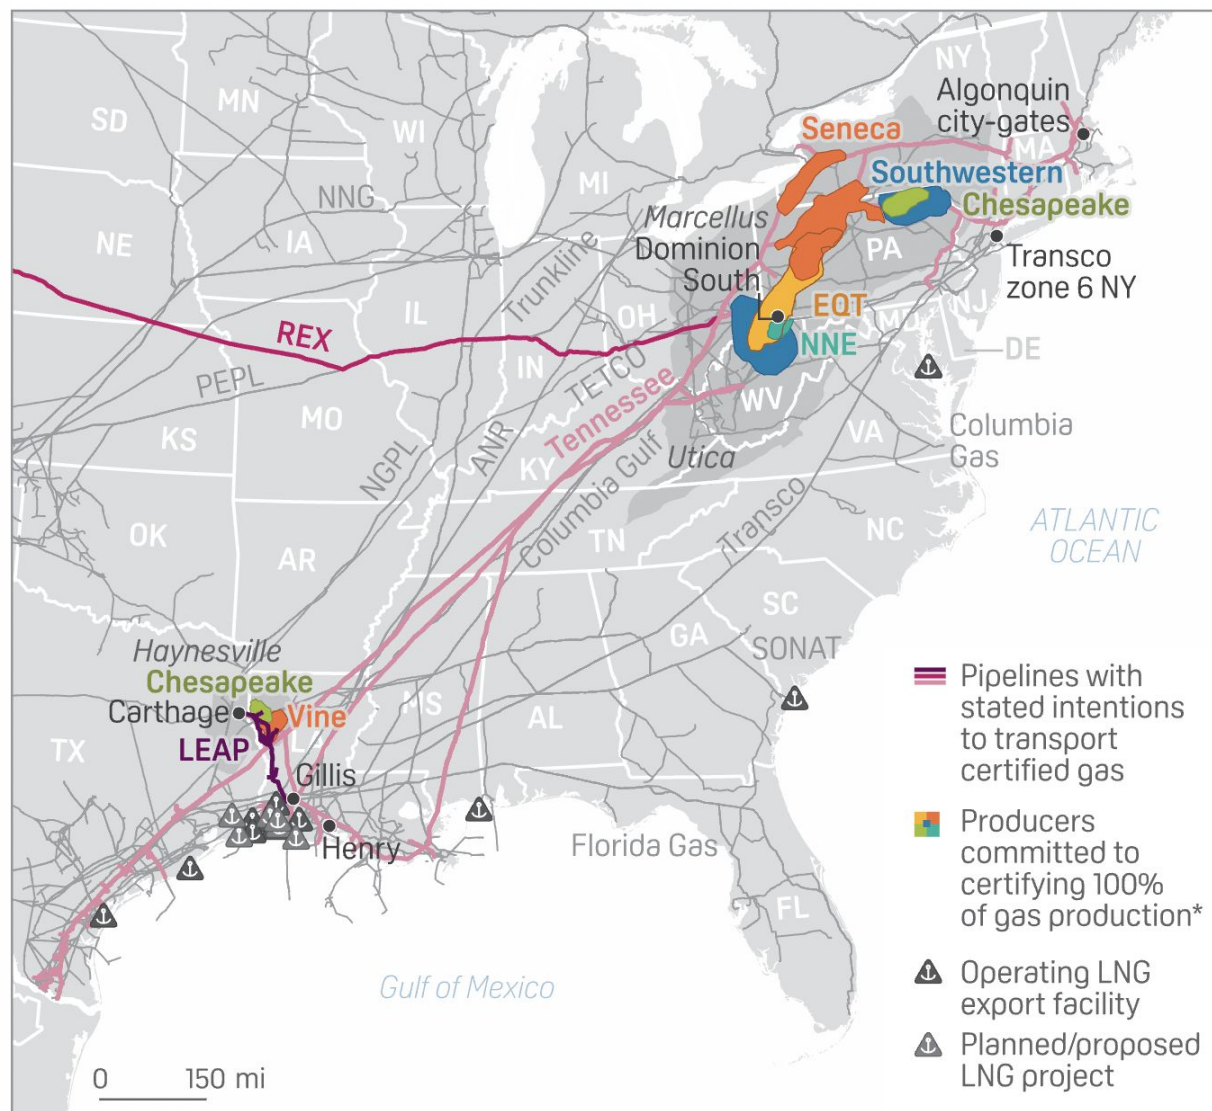 NY
Algonquin
city-gates
MN
SD
WI
Seneca
MA
Southwestern
MI
NNG
Chesapeake
Marcellus
Dominion
South
NE
IA
Trunkline
PA
Transco
zone 6 NY
EQT
NJ
IL
OH
MD
REX
NNE
DE
IN
PEPL
TETCO
Tennessee
WV
MO
KS
VA
Columbia
Gas
ANR
NGPL
KY
Utica
Columbia Gulf
Transco
ATLANTIC
OCEAN
OK
NC
AR
TN
SC
GA
SONAT
Haynesville
Chesapeake
Carthage
Vine
MS
AL
TX
LEAP
LA
Gillis
Henry
Florida Gas
FL
Gulf of Mexico
Pipelines with
stated intentions
to transport
certified gas
Producers
committed to
certifying 100%
of gas production*
Operating LNG
export facility
Planned/proposed
LNG project
0 150 mi